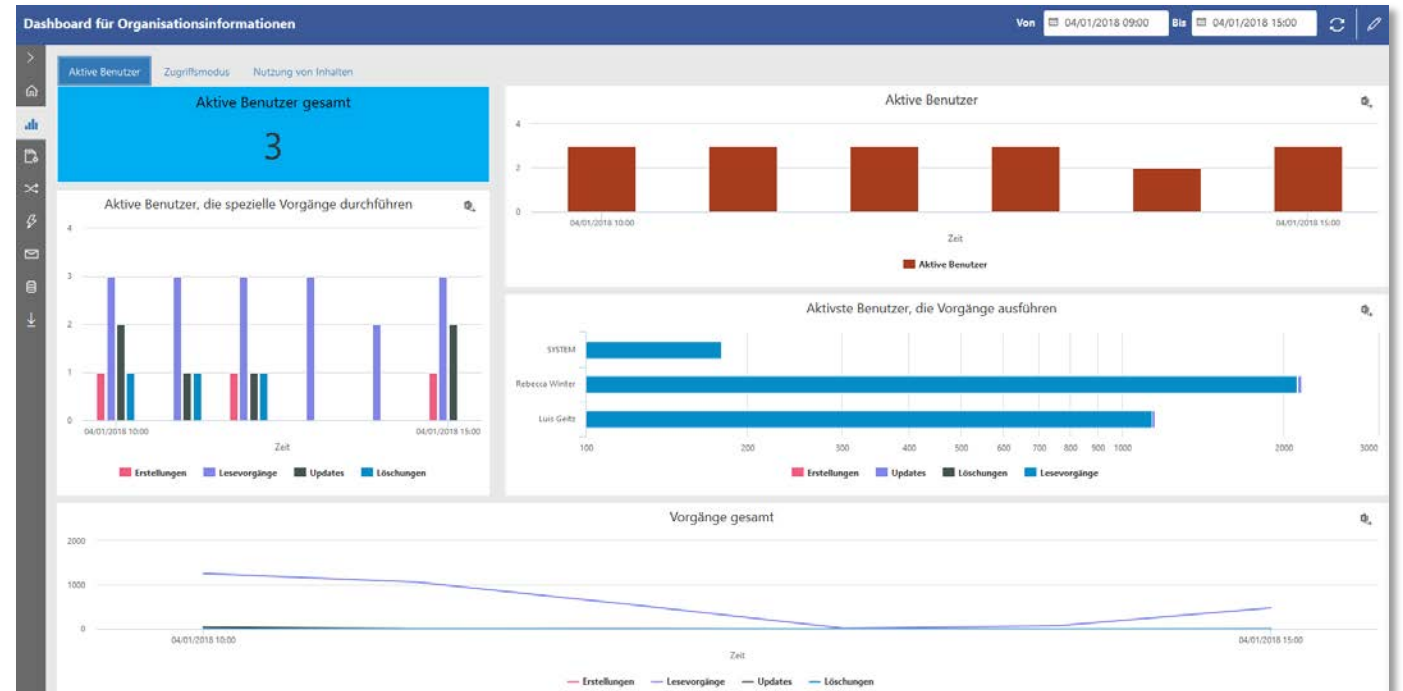 Dashboard für Organisationsinformationen
Von 04/01/2018 09:00 Bis 04/01/2018 15:00
Aktive Benutzer Zugriffsmodus Nutzung von Inhalten
Aktive Benutzer gesamt
3
Aktive Benutzer
4
2
0
04/01/2018 10:00 04/01/2018 15:00
Zeit
Aktive Benutzer
Aktive Benutzer, die spezielle Vorgänge durchführen
4
3
2
1
0
04/01/2018 10:00 04/01/2018 15:00
Zeit
Erstellungen Lesevorgänge Updates Löschungen
Aktivste Benutzer, die Vorgänge ausführen
SYSTEM
Rebecca Winter
Luis Geitz
100 200 300 400 500 600 700 800 900 1000 2000 3000
Erstellungen Updates Löschungen Lesevorgänge
Vorgänge gesamt
2000
1000
0
04/01/2018 10:00 04/01/2018 15:00
Zeit
Erstellungen Lesevorgänge Updates Löschungen